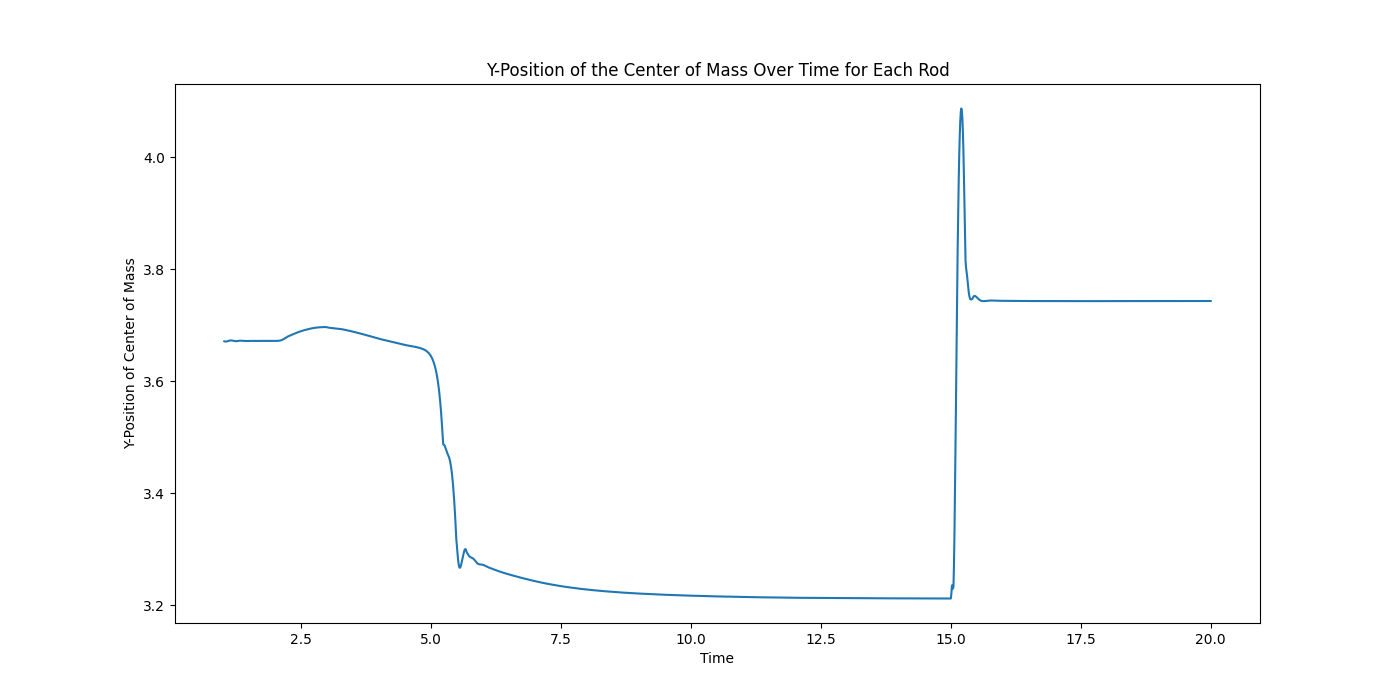 Y-Position of the Center of Mass Over Time for Each Rod
Y-Position of Center of Mass
4.0
3.8
3.6
3.4
3.2
2.5 5.0 7.5 10.0 12.5 15.0 17.5 20.0
Time